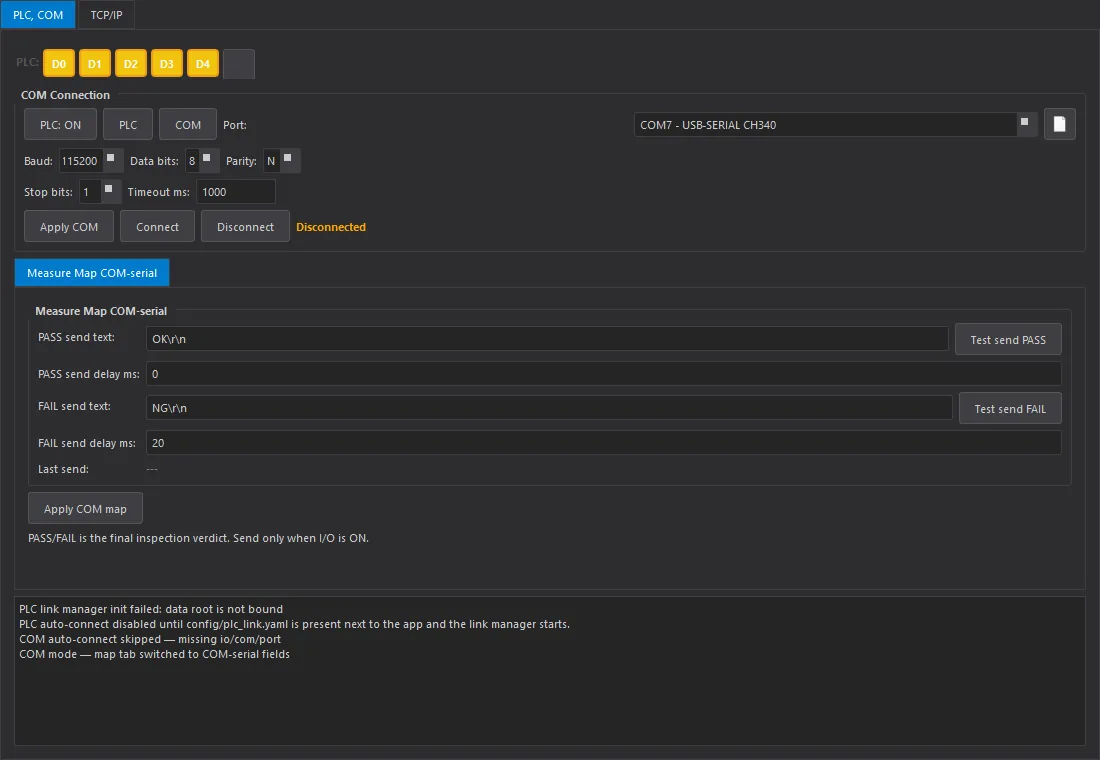 PLC, COM TCP/IP
PLC: D0 D1 D2 D3 D4
COM Connection
PLC: ON PLC COM Port: COM7 - USB-SERIAL CH340
Baud: 115200 Data bits: 8 Parity: N
Stop bits: 1 Timeout ms: 1000
Apply COM Connect Disconnect Disconnected
Measure Map COM-serial
Measure Map COM-serial
PASS send text: OK\r\n Test send PASS
PASS send delay ms: 0
FAIL send text: NG\r\n Test send FAIL
FAIL send delay ms: 20
Last send: ---
Apply COM map
PASS/FAIL is the final inspection verdict. Send only when I/O is ON.
PLC link manager init failed: data root is not bound
PLC auto-connect disabled until config/plc_link.yaml is present next to the app and the link manager starts.
COM auto-connect skipped — missing io/com/port
COM mode — map tab switched to COM-serial fields